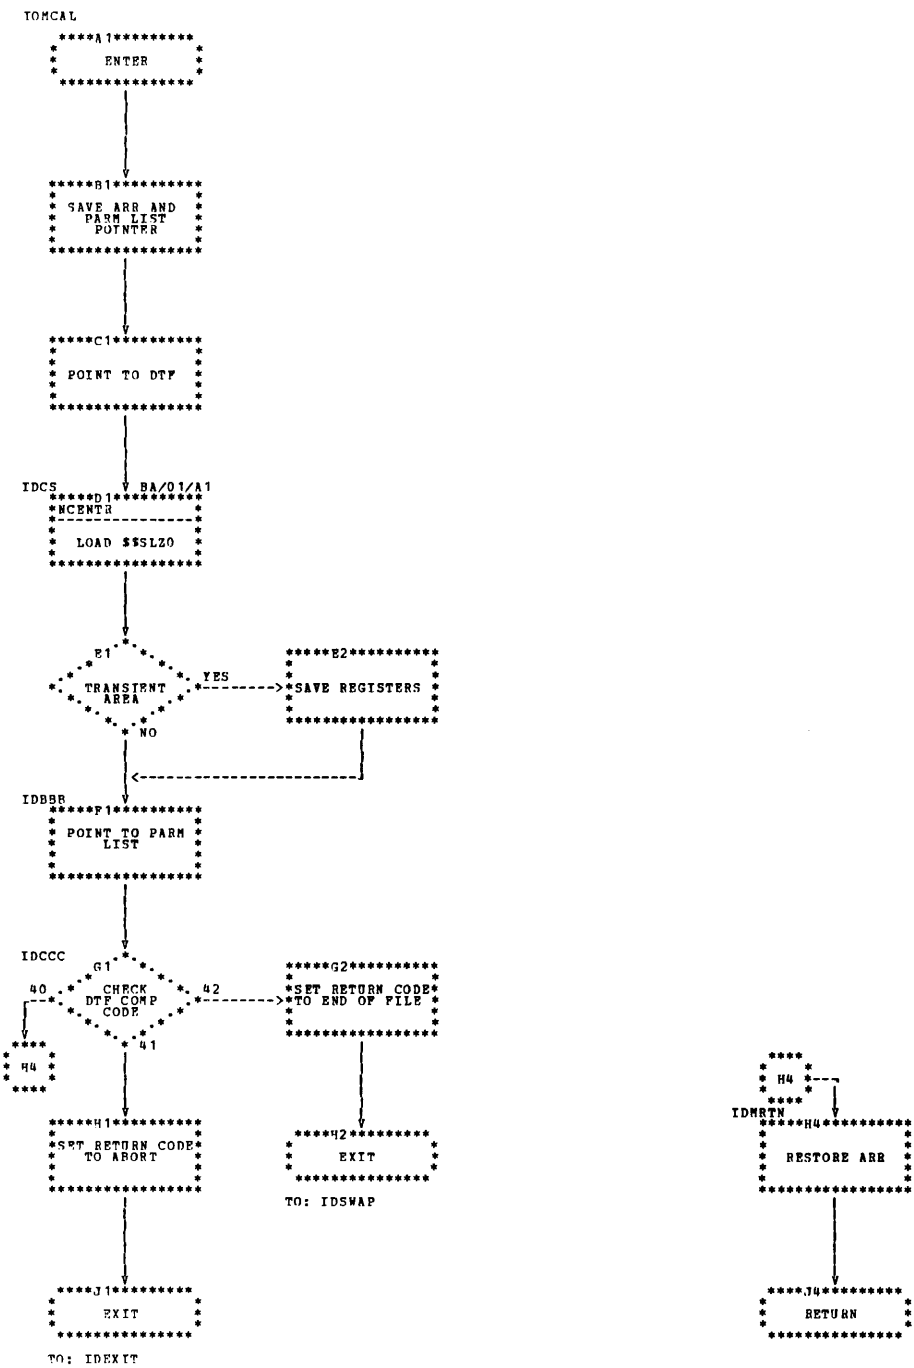 TOMCAL
A1
ENTER
B1
SAVE ARR AND
PARM LIST
POINTER
C1
POINT TO DTF
IDCS
BA/01/A1
D1
NCENTR
LOAD $$SLZ0
E1
TRANSIENT
AREA
YES
NO
E2
SAVE REGISTERS
IDBBB
F1
POINT TO PARM
LIST
IDCCC
G1
CHECK
DTF COMP
CODE
40
42
41
G2
SET RETURN CODE
TO END OF FILE
H4
H1
SET RETURN CODE
TO ABORT
H2
EXIT
TO: IDSWAP
H4
IDMRTN
H4
RESTORE ARR
J1
EXIT
TO: IDEXIT
J4
RETURN